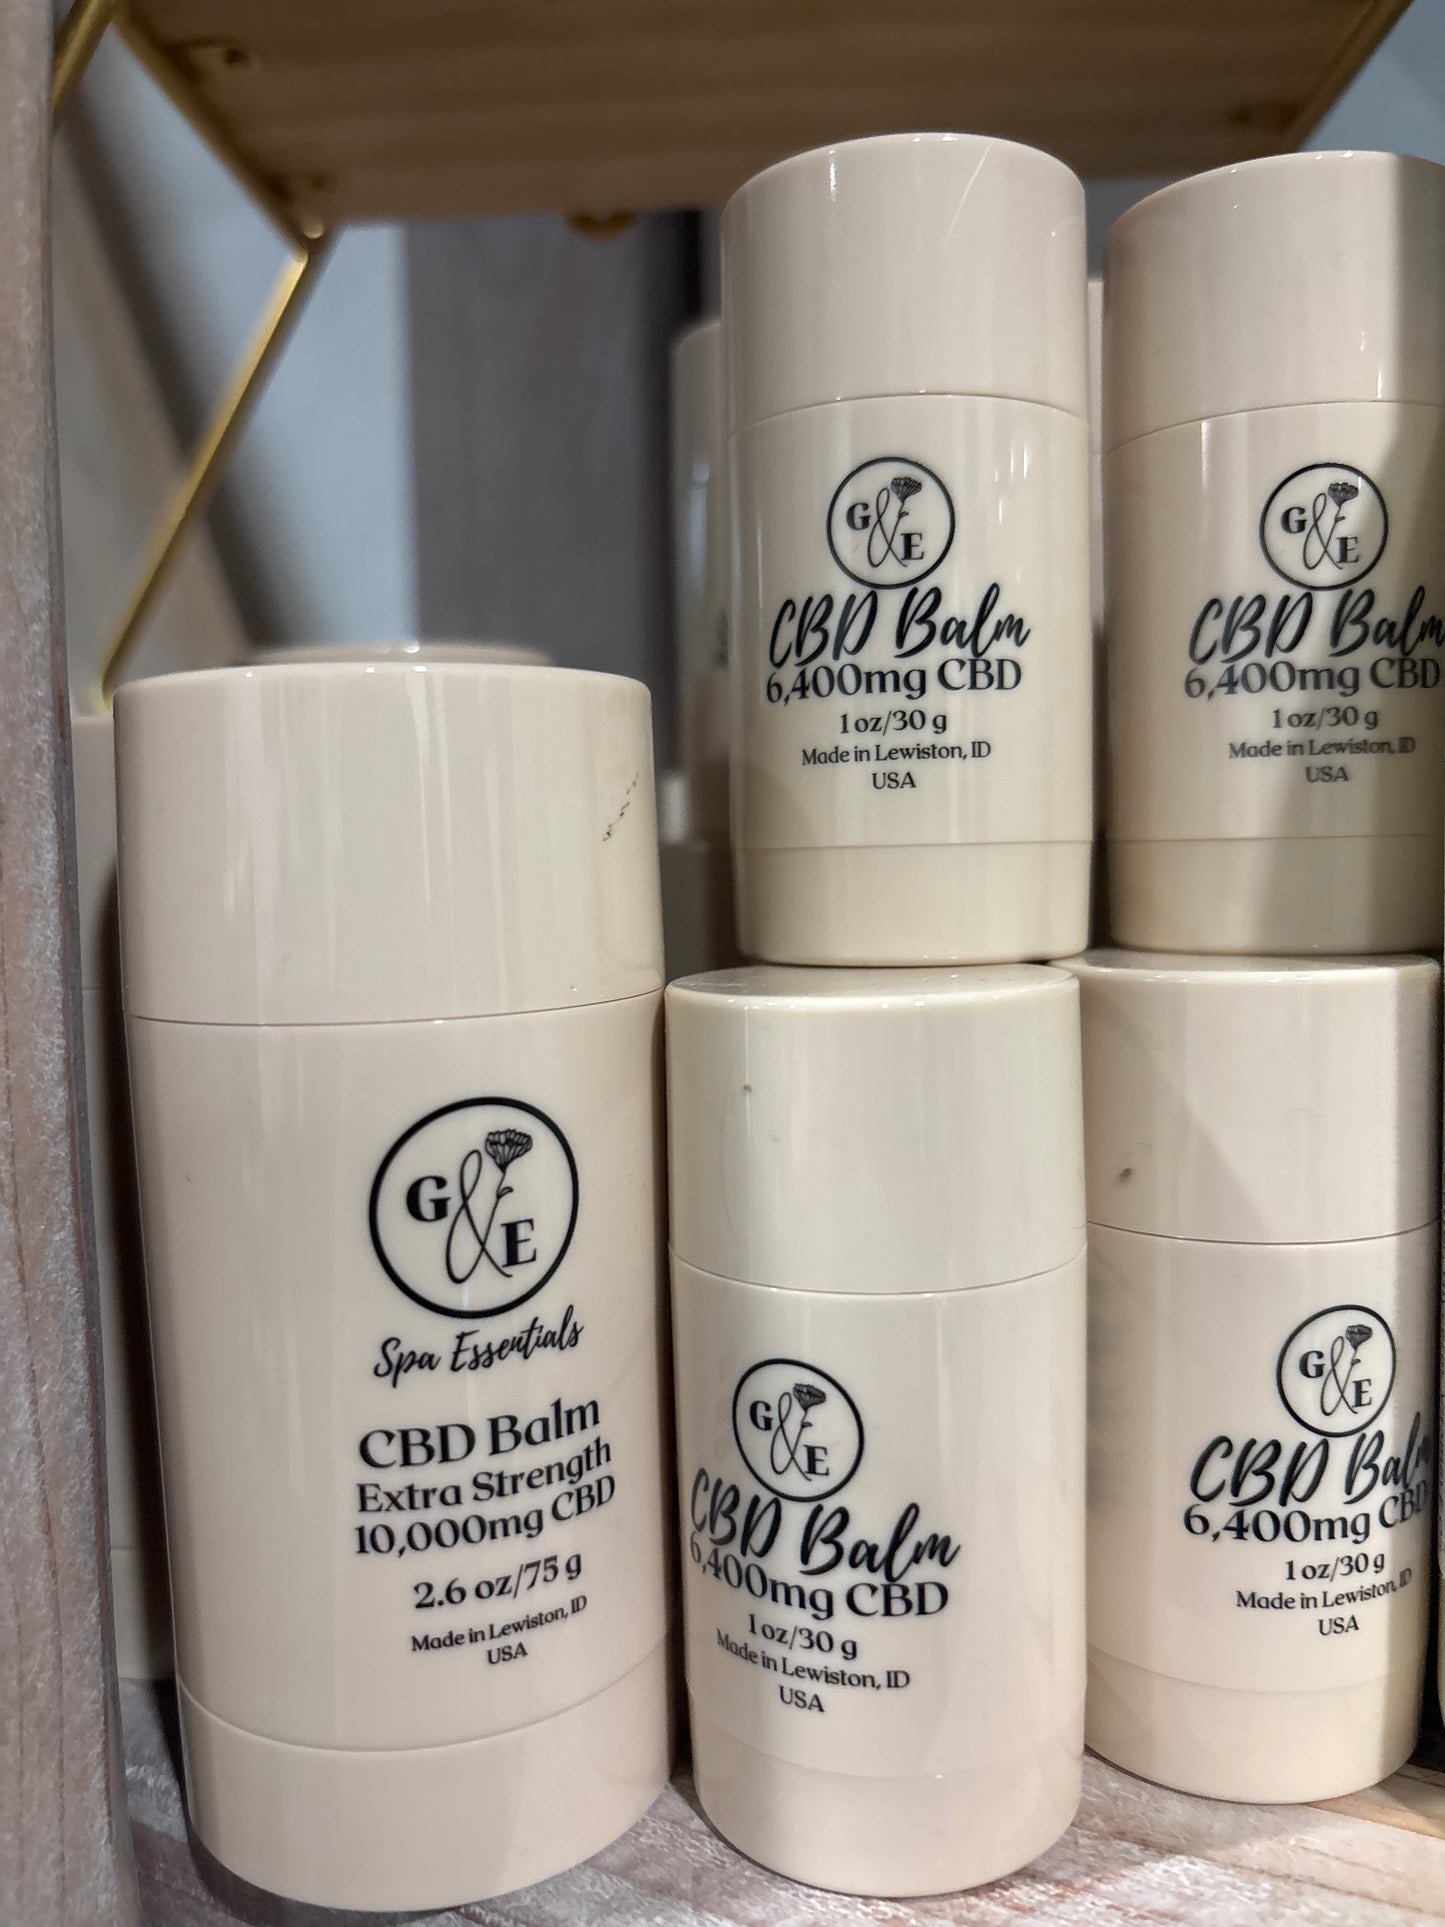 G&E
CBD Balm
6,400mg CBD
1 oz/30 g
Made in Lewiston, ID
USA
G&E
CBD Balm
6,400mg CBD
1 oz/30 g
Made in Lewiston, ID
USA
G&E
Spa Essentials
CBD Balm
Extra Strength
10,000mg CBD
2.6 oz/75 g
Made in Lewiston, ID
USA
G&E
CBD Balm
6,400mg CBD
1 oz/30 g
Made in Lewiston, ID
USA
G&E
CBD Balm
6,400mg CBD
1 oz/30 g
Made in Lewiston, ID
USA